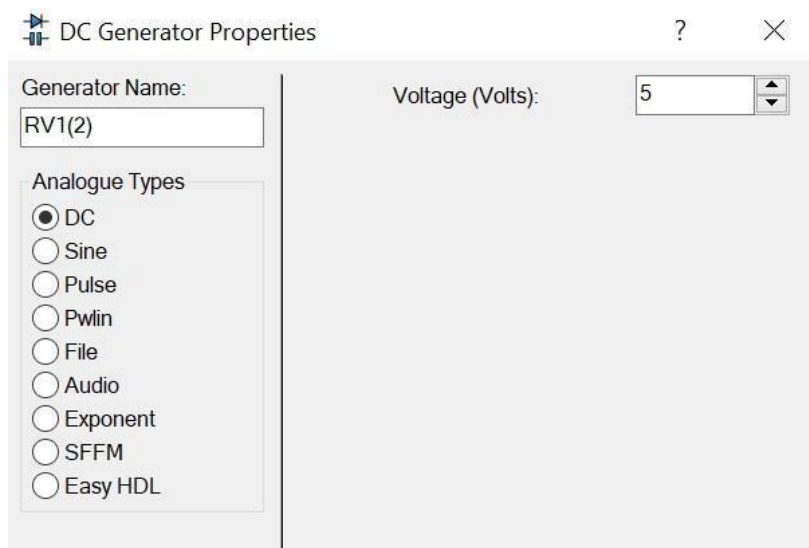 DC Generator Properties ?
Generator Name:
RV1(2)
Analogue Types
DC
Sine
Pulse
Pwlin
File
Audio
Exponent
SFFM
Easy HDL
Voltage (Volts): 5